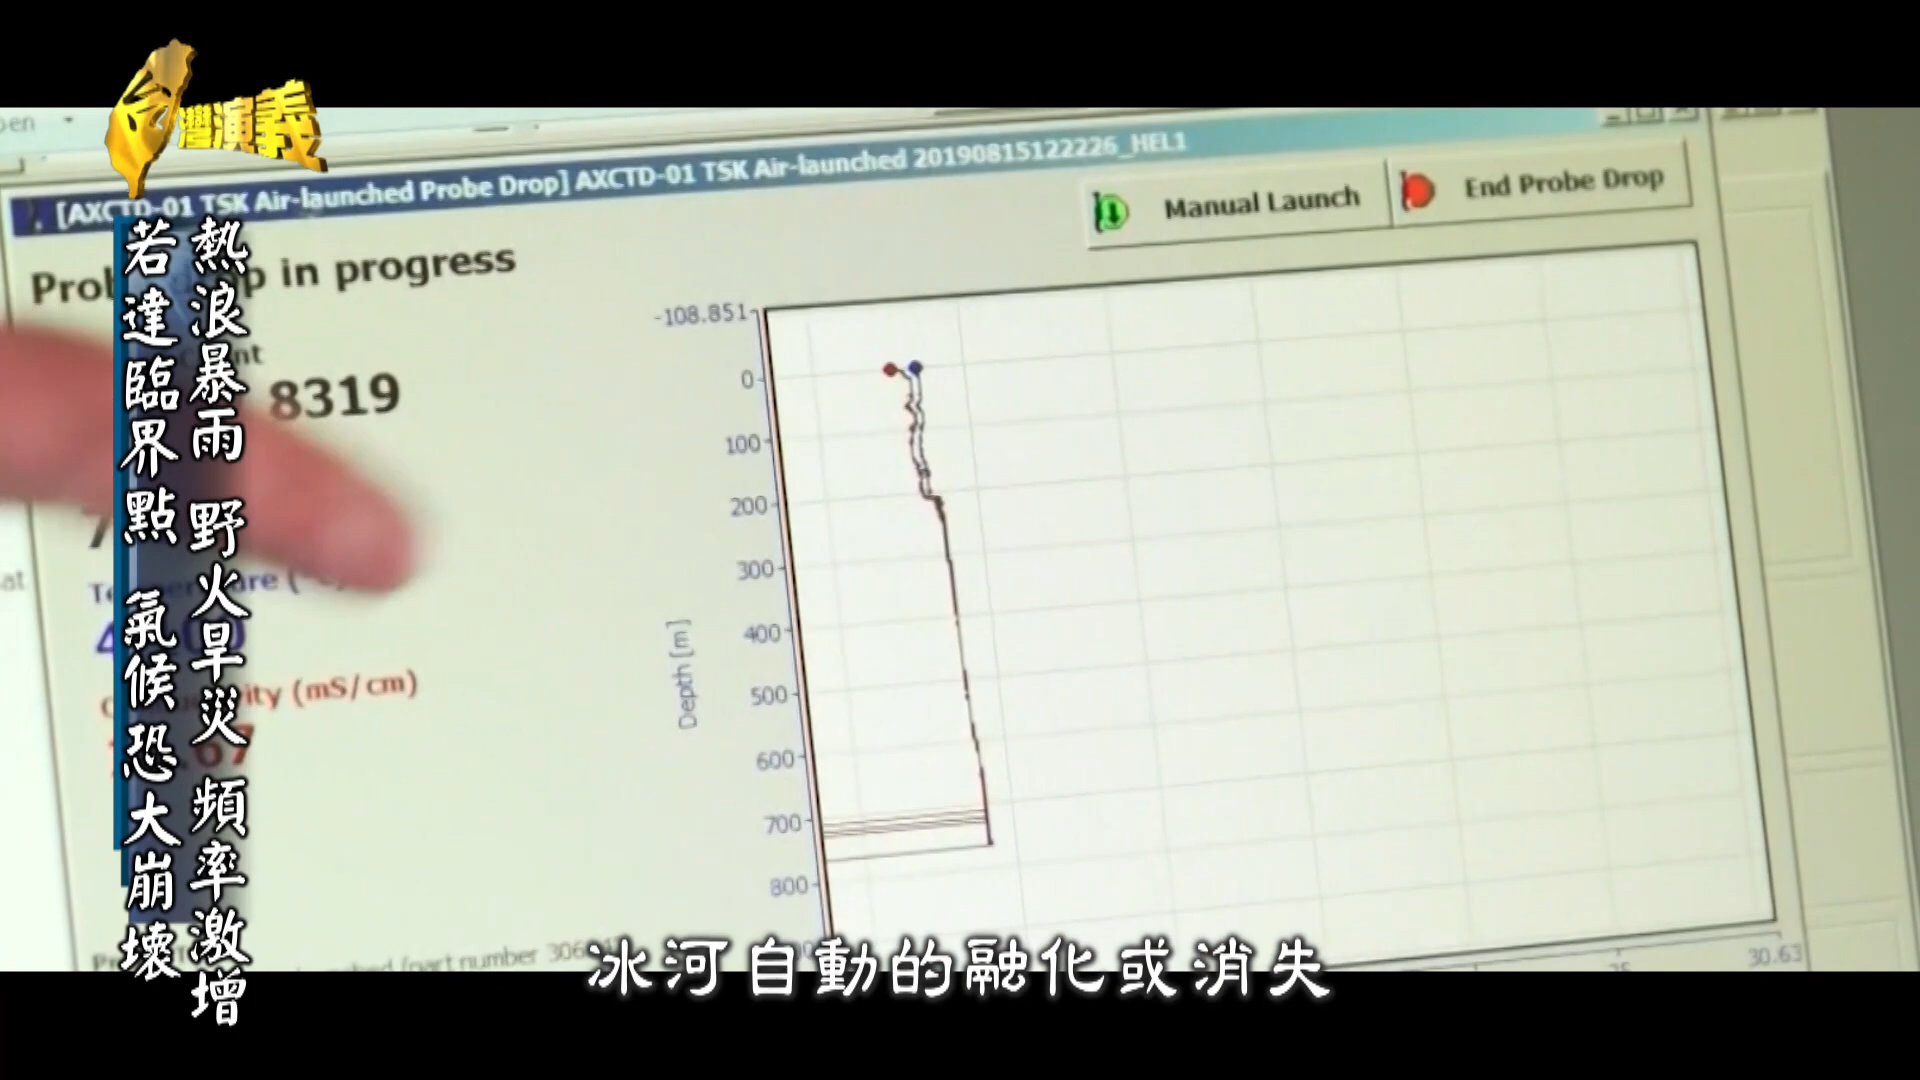 台灣演義
熱浪暴雨 野火旱災 頻率激增
若達臨界點 氣候恐大崩壞
[AXCTD-01 TSK Air-launched Probe Drop] AXCTD-01 TSK Air-launched 20190815122226_HEL1
Manual Launch
End Probe Drop
in progress
8319
(mS/cm)
-108.851
0
100
200
300
400
500
600
700
800
Depth [m]
30.63
(part number
冰河自動的融化或消失